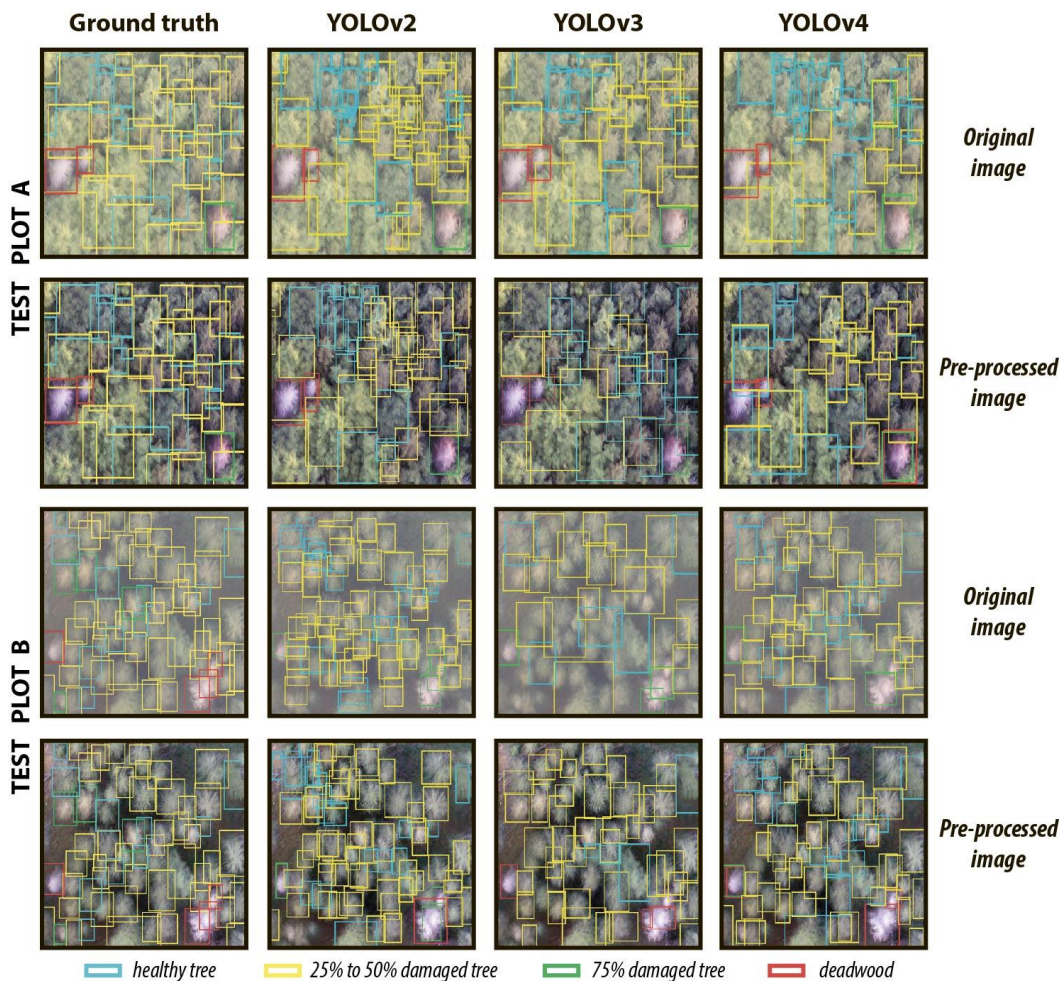 Ground truth
YOLOv2
YOLOv3
YOLOv4
TEST PLOT A
Original
image
Pre-processed
image
TEST PLOT B
Original
image
Pre-processed
image
healthy tree
25% to 50% damaged tree
75% damaged tree
deadwood